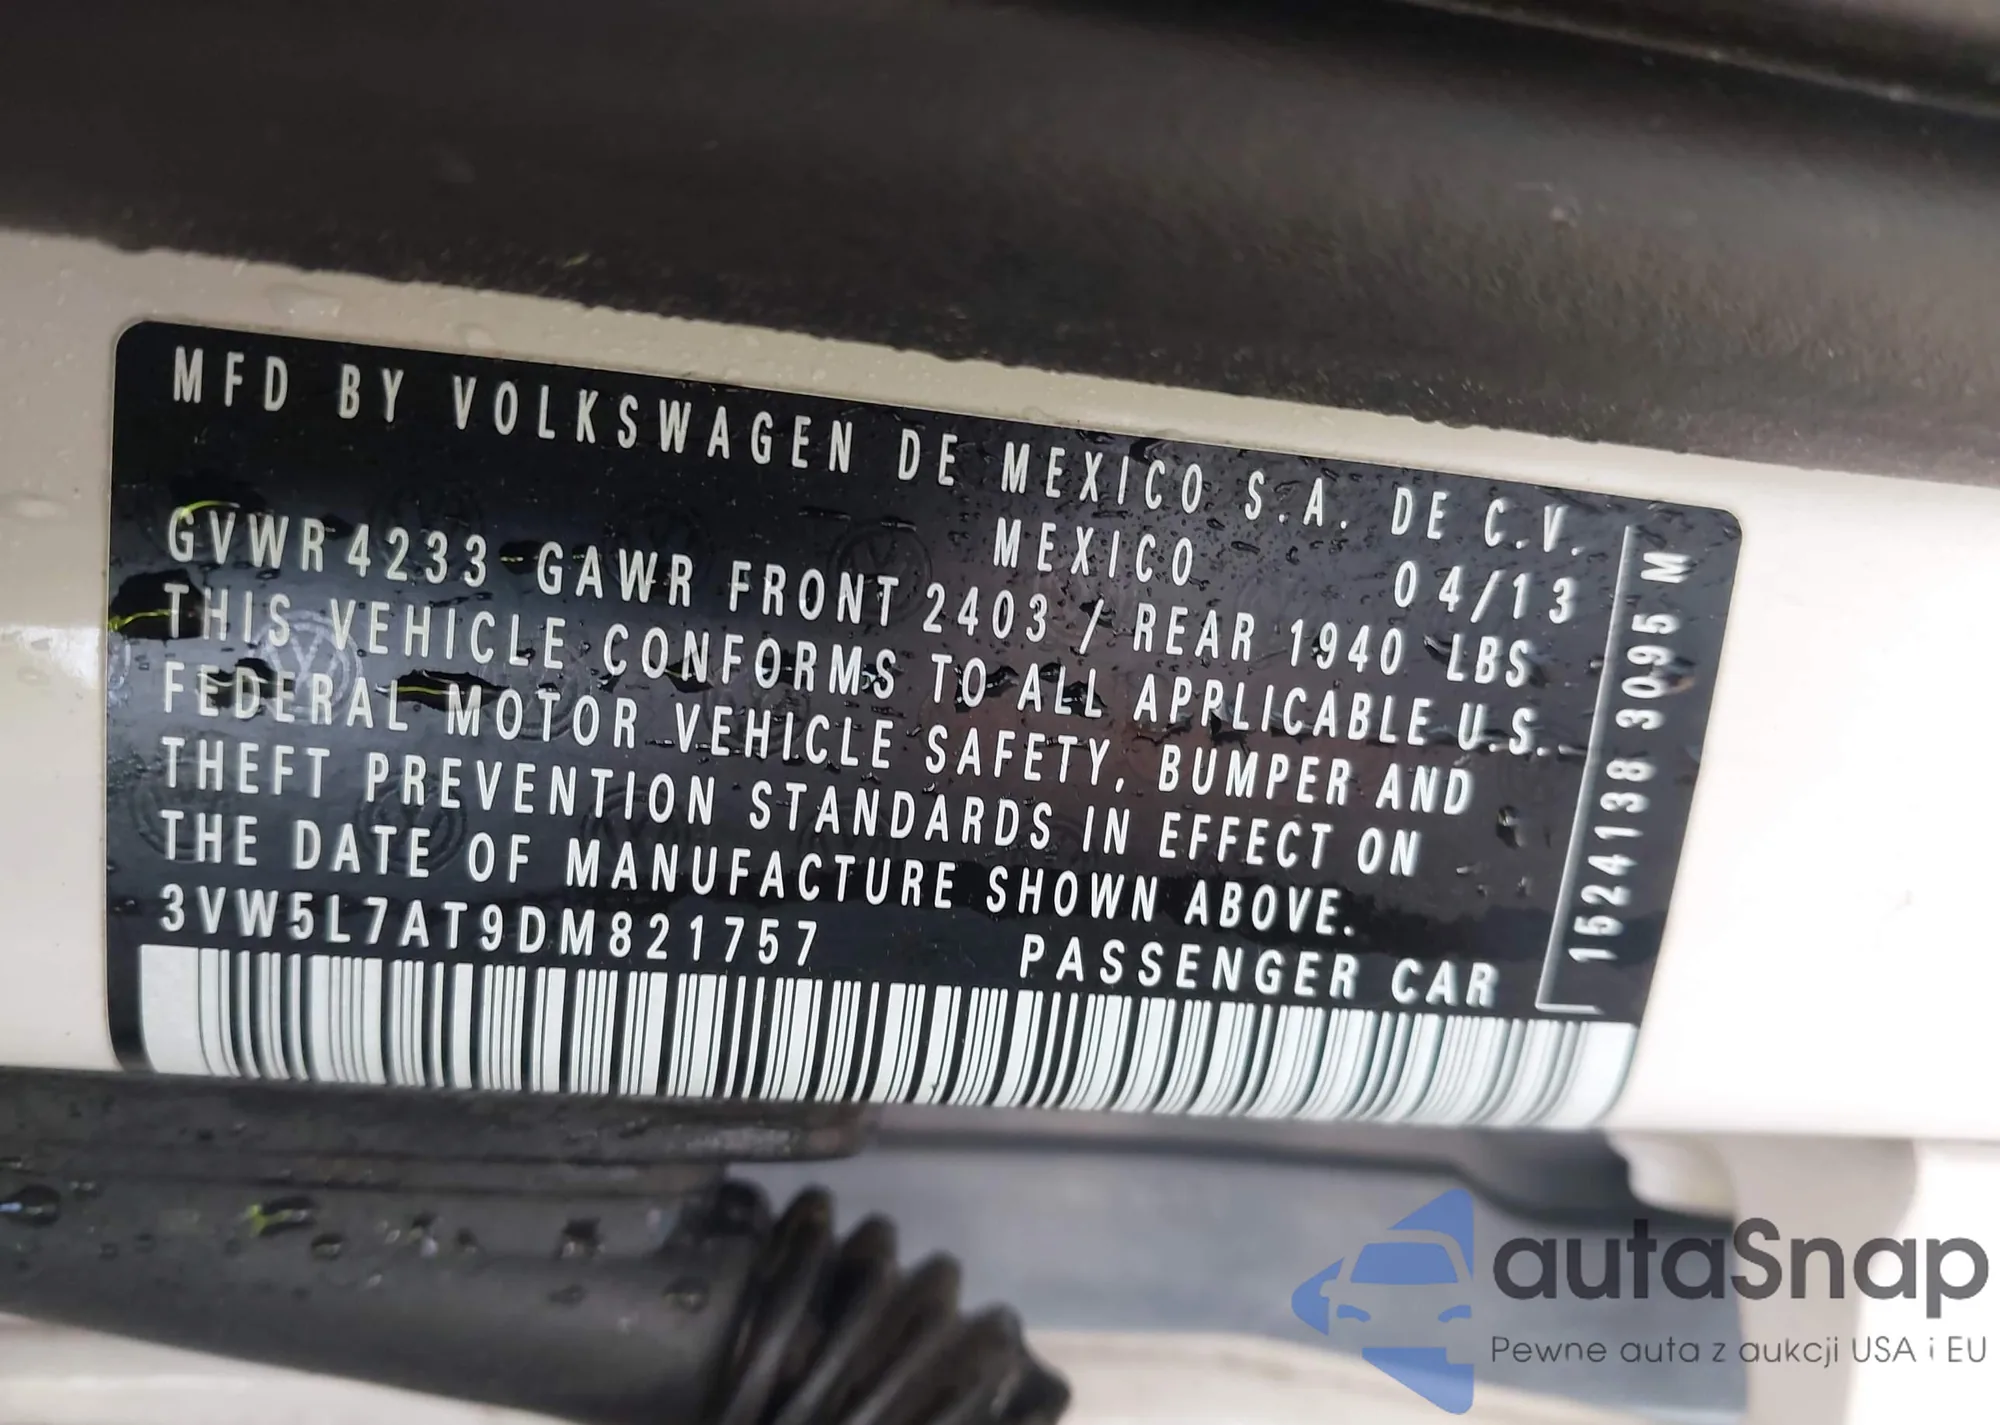 MFD BY VOLKSWAGEN DE MEXICO S.A. DE C.V.
MEXICO 04/13
GVWR 4233 GAWR FRONT 2403 / REAR 1940 LBS
THIS VEHICLE CONFORMS TO ALL APPLICABLE U.S.
FEDERAL MOTOR VEHICLE SAFETY, BUMPER AND
THEFT PREVENTION STANDARDS IN EFFECT ON
THE DATE OF MANUFACTURE SHOWN ABOVE.
3VW5L7AT9DM821757 PASSENGER CAR
1524138 3095 M
autaSnap
Pewne auta z aukcji USA i EU